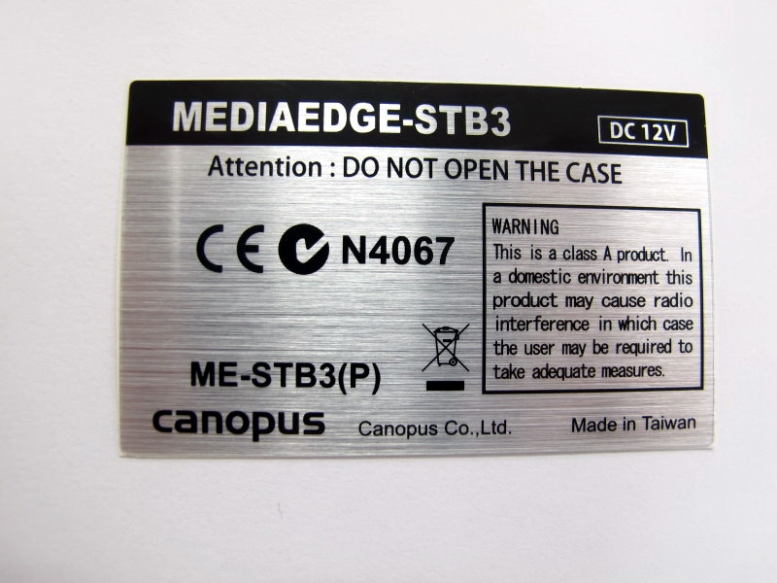 MEDIAEDGE-STB3
DC 12V
Attention : DO NOT OPEN THE CASE
CE N4067
WARNING
This is a class A product. In
a domestic environment this
product may cause radio
interference in which case
the user may be required to
take adequate measures.
ME-STB3(P)
canopus
Canopus Co.,Ltd.
Made in Taiwan